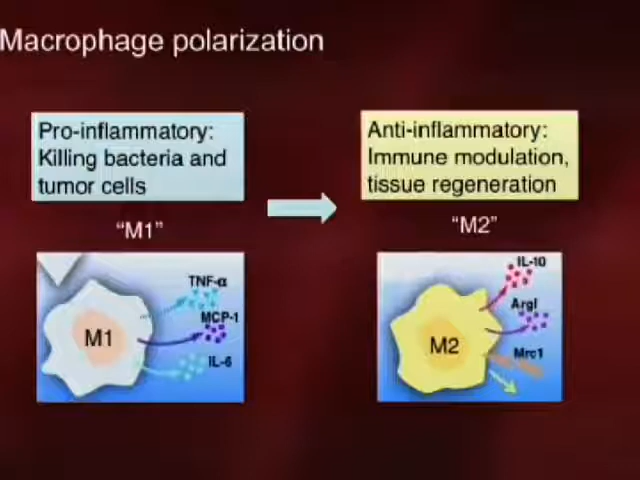 Macrophage polarization
Pro-inflammatory:
Killing bacteria and
tumor cells
Anti-inflammatory:
Immune modulation,
tissue regeneration
"M1"
"M2"
TNF-α
MCP-1
IL-6
M1
IL-10
ArgI
Mrc1
M2